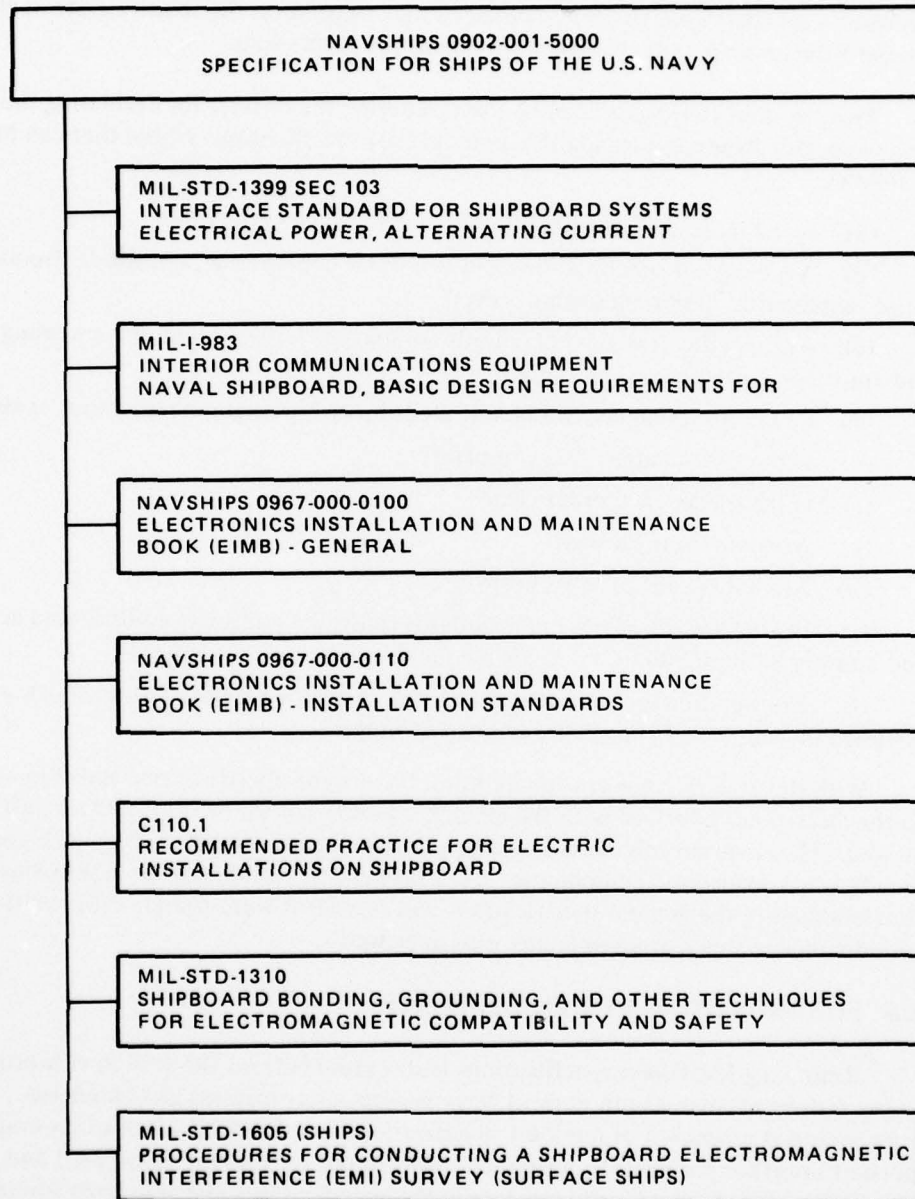 NAVSHIPS 0902-001-5000
SPECIFICATION FOR SHIPS OF THE U.S. NAVY
MIL-STD-1399 SEC 103
INTERFACE STANDARD FOR SHIPBOARD SYSTEMS
ELECTRICAL POWER, ALTERNATING CURRENT
MIL-I-983
INTERIOR COMMUNICATIONS EQUIPMENT
NAVAL SHIPBOARD, BASIC DESIGN REQUIREMENTS FOR
NAVSHIPS 0967-000-0100
ELECTRONICS INSTALLATION AND MAINTENANCE
BOOK (EIMB) - GENERAL
NAVSHIPS 0967-000-0110
ELECTRONICS INSTALLATION AND MAINTENANCE
BOOK (EIMB) - INSTALLATION STANDARDS
C110.1
RECOMMENDED PRACTICE FOR ELECTRIC
INSTALLATIONS ON SHIPBOARD
MIL-STD-1310
SHIPBOARD BONDING, GROUNDING, AND OTHER TECHNIQUES
FOR ELECTROMAGNETIC COMPATIBILITY AND SAFETY
MIL-STD-1605 (SHIPS)
PROCEDURES FOR CONDUCTING A SHIPBOARD ELECTROMAGNETIC
INTERFERENCE (EMI) SURVEY (SURFACE SHIPS)